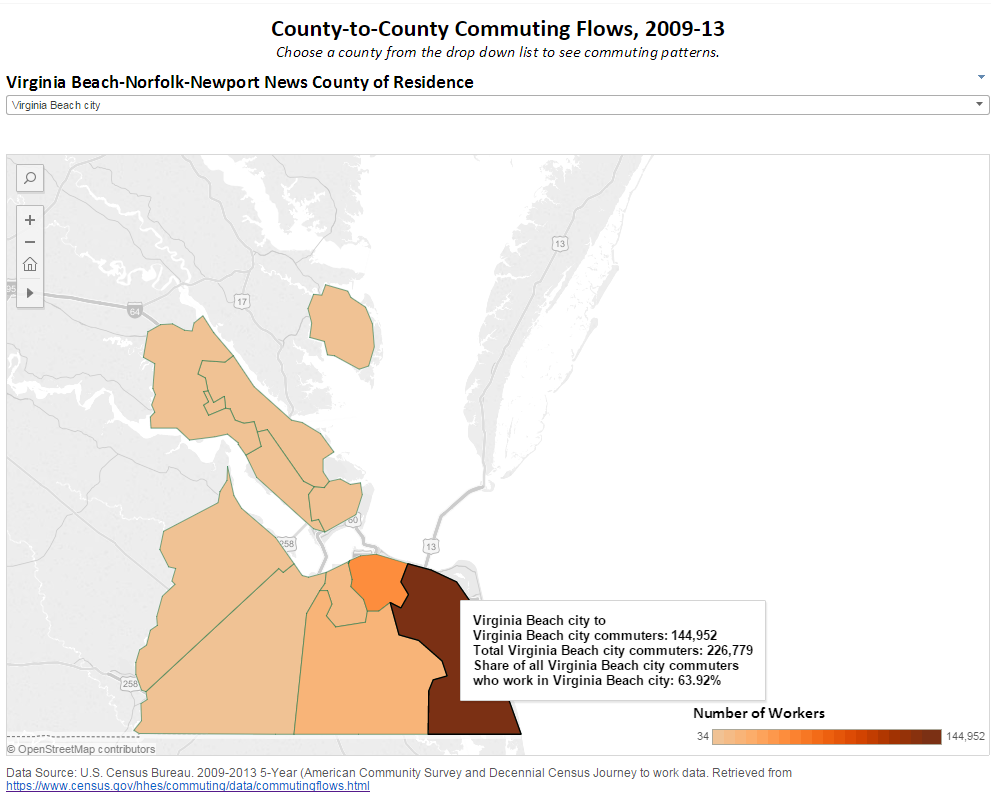 County-to-County Commuting Flows, 2009-13
Choose a county from the drop down list to see commuting patterns.
Virginia Beach-Norfolk-Newport News County of Residence
Virginia Beach city
13
17
64
60
258
13
258
Virginia Beach city to
Virginia Beach city commuters: 144,952
Total Virginia Beach city commuters: 226,779
Share of all Virginia Beach city commuters
who work in Virginia Beach city: 63.92%
Number of Workers
34
144,952
© OpenStreetMap contributors
Data Source: U.S. Census Bureau. 2009-2013 5-Year (American Community Survey and Decennial Census Journey to work data. Retrieved from
https://www.census.gov/hhes/commuting/data/commutingflows.html